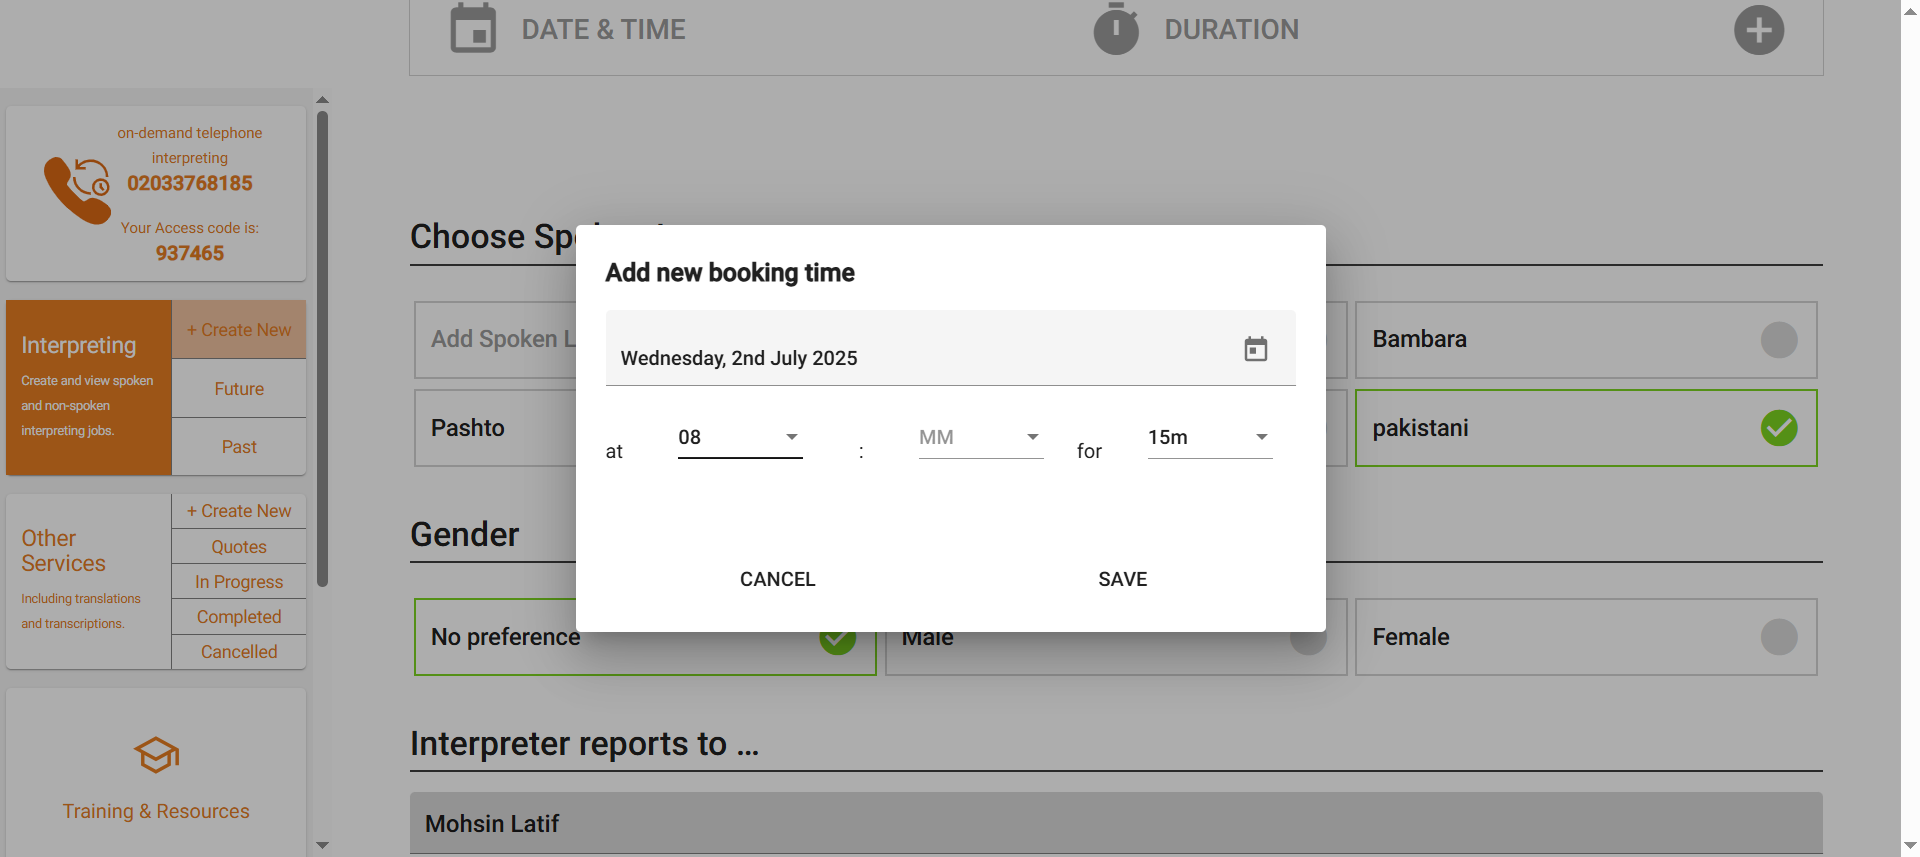 DATE & TIME
DURATION
on-demand telephone
interpreting
02033768185
Your Access code is:
937465
Interpreting
Create and view spoken
and non-spoken
interpreting jobs.
+ Create New
Future
Past
Other
Services
Including translations
and transcriptions.
+ Create New
Quotes
In Progress
Completed
Cancelled
Training & Resources
Choose Sp
Add Spoken L
Bambara
Pashto
pakistani
Add new booking time
Wednesday, 2nd July 2025
at
08
:
MM
for
15m
CANCEL
SAVE
Gender
No preference
Male
Female
Interpreter reports to ...
Mohsin Latif